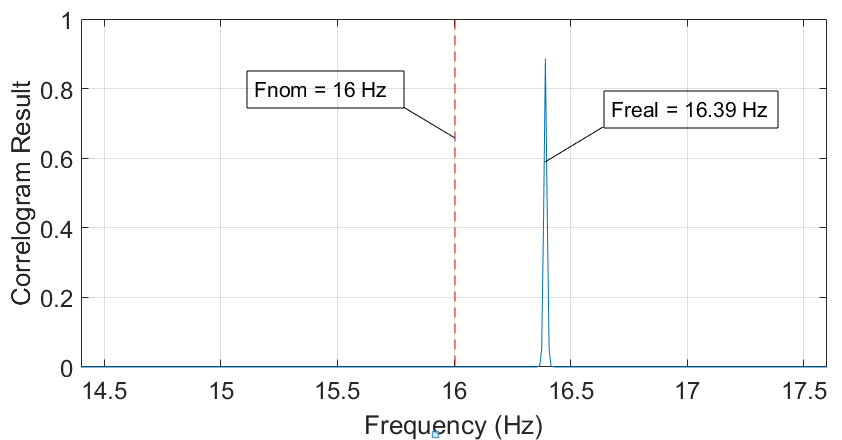 1
0.8
0.6
0.4
0.2
0
Correlogram Result
Fnom = 16 Hz
Freal = 16.39 Hz
14.5 15 15.5 16 16.5 17 17.5
Frequency (Hz)